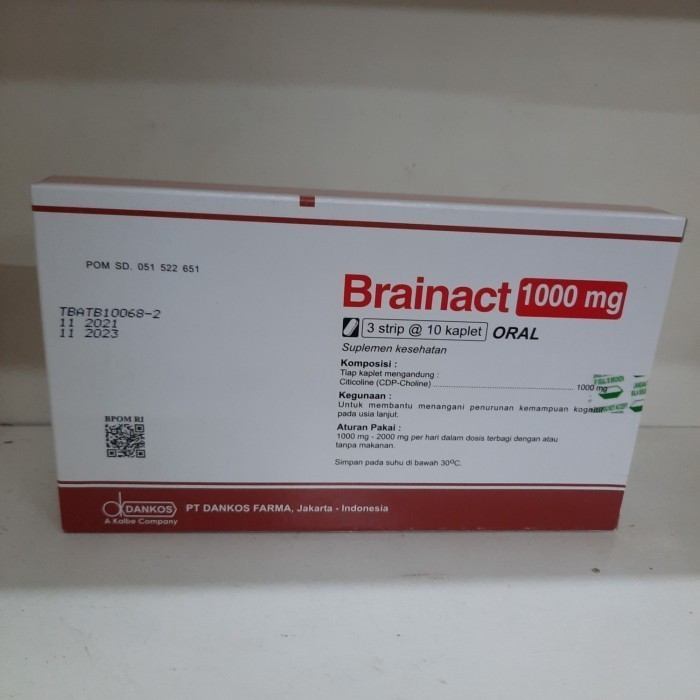 POM SD. 051 522 651
TBATB10068-2
11 2021
11 2023
BPOM RI
Brainact 1000 mg
3 strip @ 10 kaplet ORAL
Suplemen kesehatan
Komposisi :
Tiap kaplet mengandung :
Citicoline (CDP-Choline) ........................................ 1000 mg
Kegunaan :
Untuk membantu menangani penurunan kemampuan kognitif
pada usia lanjut.
Aturan Pakai :
1000 mg - 2000 mg per hari dalam dosis terbagi dengan atau
tanpa makanan.
Simpan pada suhu di bawah 30ºC.
dk DANKOS
A Kalbe Company
PT DANKOS FARMA, Jakarta - Indonesia